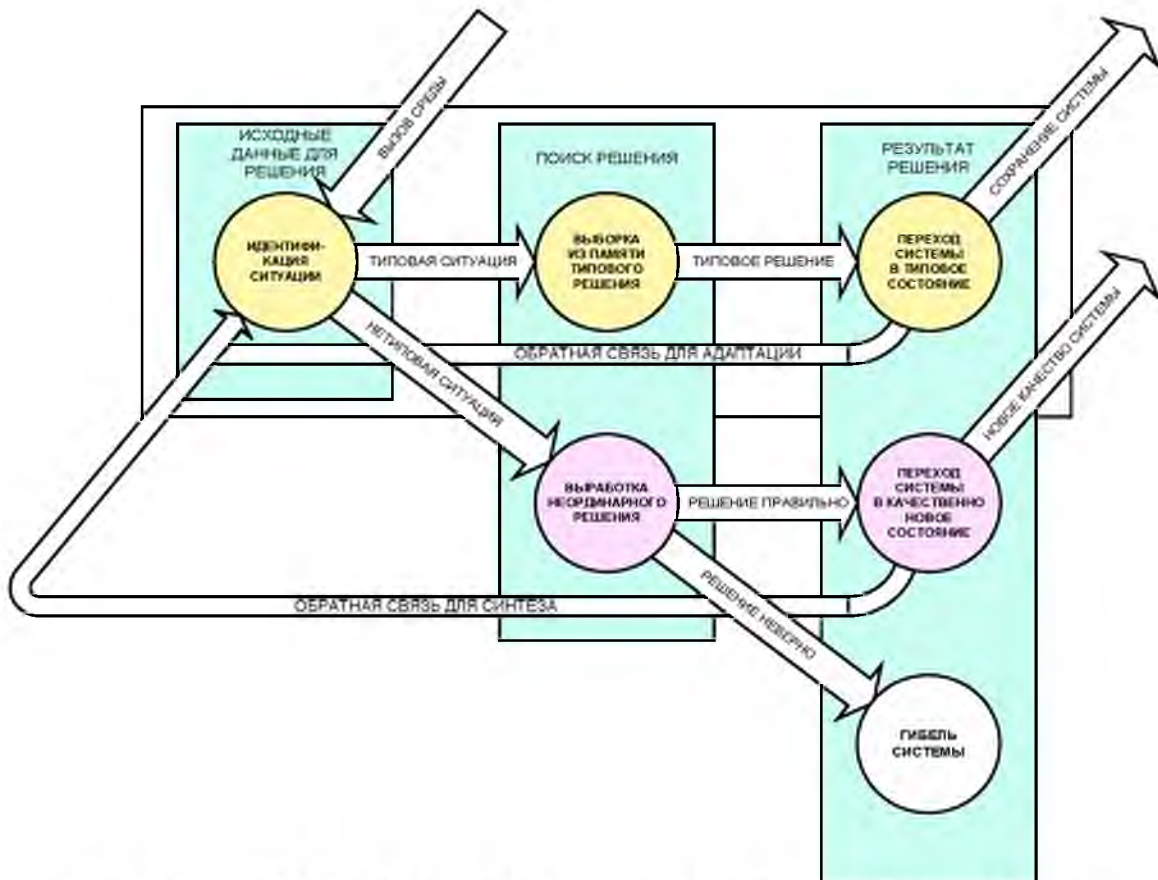 ВЫЗОВ СРЕДЫ
СОХРАНЕНИЕ СИСТЕМЫ
ИСХОДНЫЕ
ДАННЫЕ ДЛЯ
РЕШЕНИЯ
ПОИСК РЕШЕНИЯ
РЕЗУЛЬТАТ
РЕШЕНИЯ
ИДЕНТИФИ-
КАЦИЯ
СИТУАЦИИ
ТИПОВАЯ СИТУАЦИЯ
ВЫБОРКА
ИЗ ПАМЯТИ
ТИПОВОГО
РЕШЕНИЯ
ТИПОВОЕ РЕШЕНИЕ
ПЕРЕХОД
СИСТЕМЫ
В ТИПОВОЕ
СОСТОЯНИЕ
ОБРАТНАЯ СВЯЗЬ ДЛЯ АДАПТАЦИИ
НЕТИПОВАЯ СИТУАЦИЯ
НОВОЕ КАЧЕСТВО СИСТЕМЫ
ВЫРАБОТКА
НЕОРДИНАРНОГО
РЕШЕНИЯ
РЕШЕНИЕ ПРАВИЛЬНО
ПЕРЕХОД
СИСТЕМЫ
В КАЧЕСТВЕННО
НОВОЕ
СОСТОЯНИЕ
ОБРАТНАЯ СВЯЗЬ ДЛЯ СИНТЕЗА
РЕШЕНИЕ НЕВЕРНО
ГИБЕЛЬ
СИСТЕМЫ